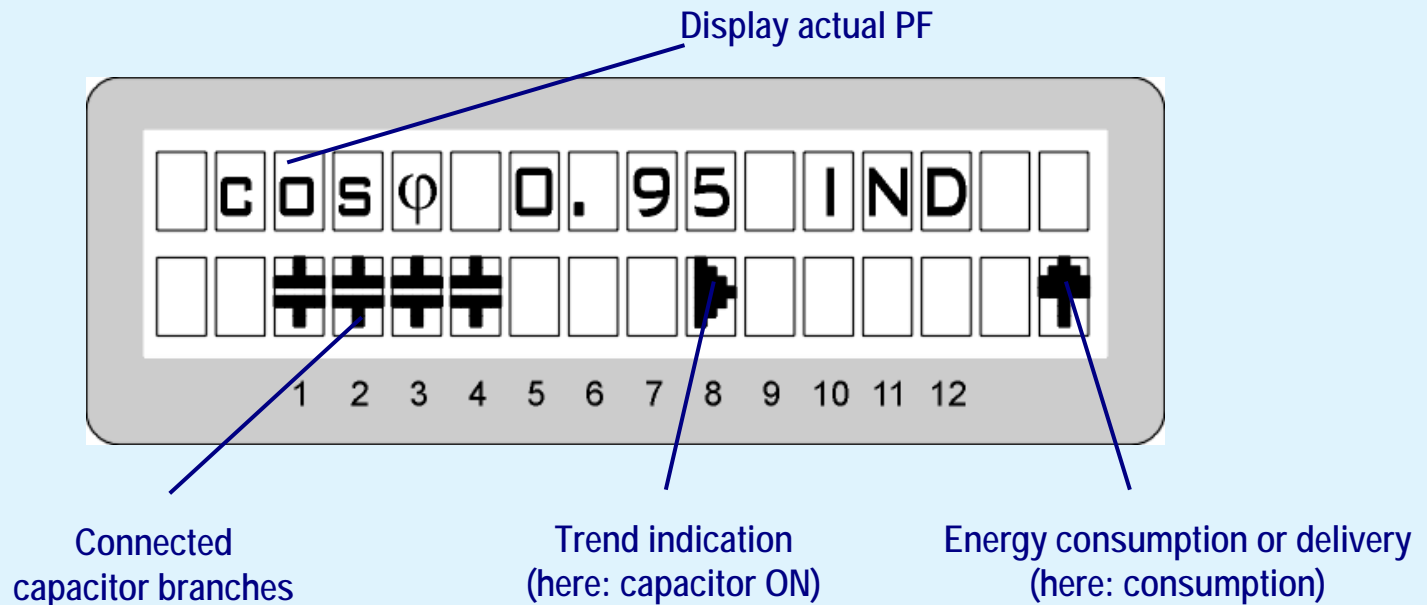 Display actual PF
cosφ 0.95 IND
1 2 3 4 5 6 7 8 9 10 11 12
Connected
capacitor branches
Trend indication
(here: capacitor ON)
Energy consumption or delivery
(here: consumption)